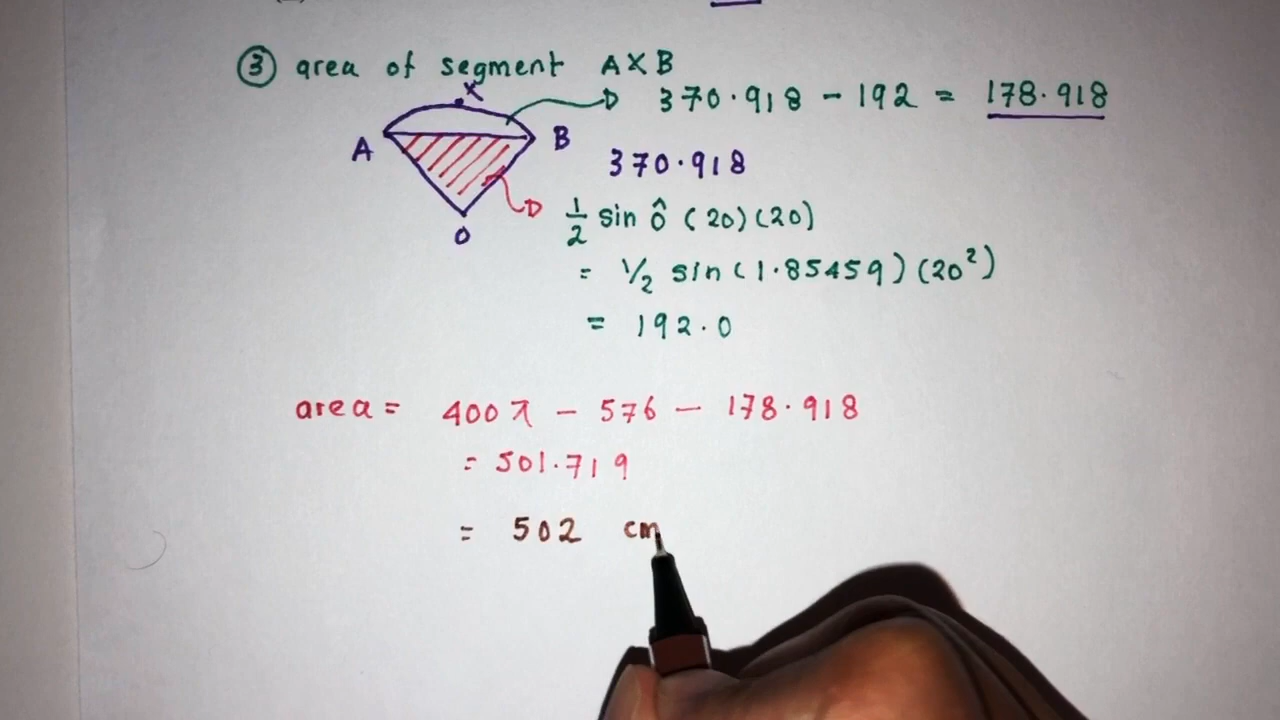 ③ area of segment AXB
X
370.918 - 192 = 178.918
A
B
370.918
O
½ sin ô (20)(20)
= ½ sin (1.85459)(20²)
= 192.0
area = 400π - 576 - 178.918
= 501.719
= 502 cm